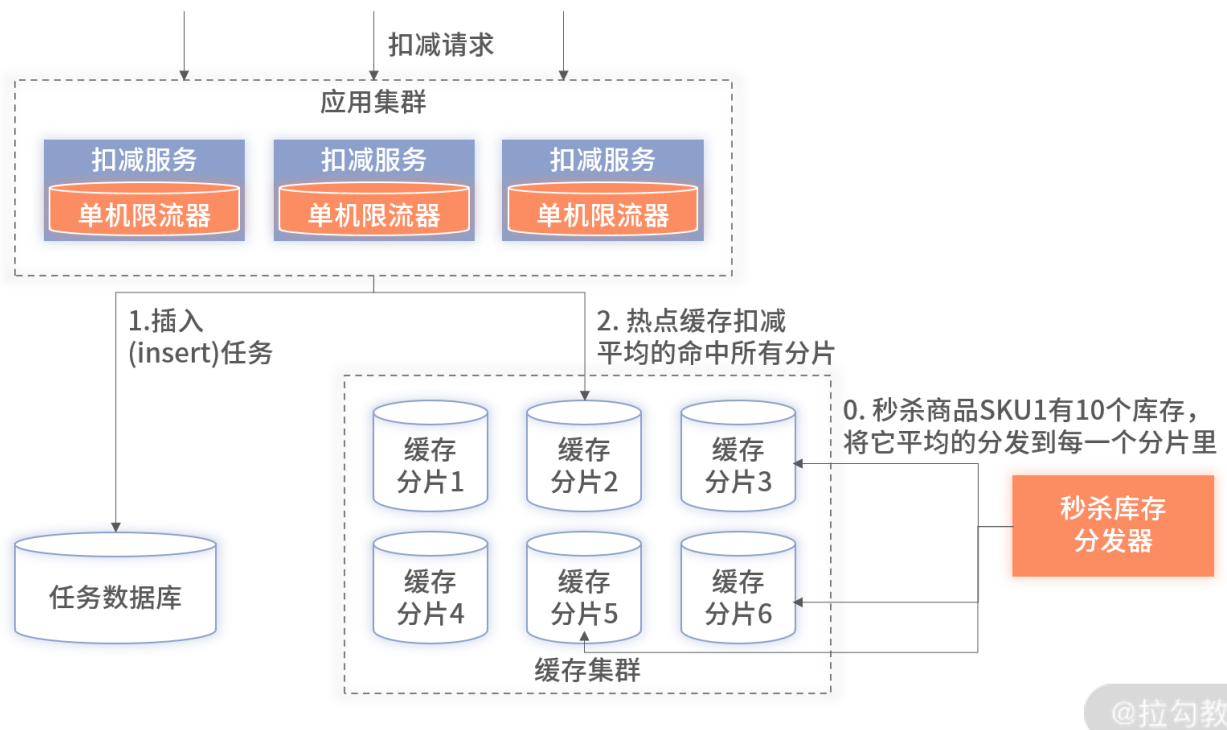 扣减请求
应用集群
扣减服务
扣减服务
扣减服务
单机限流器
单机限流器
单机限流器
1.插入
(insert)任务
2. 热点缓存扣减
平均的命中所有分片
0. 秒杀商品SKU1有10个库存，
将它平均的分发到每一个分片里
缓存
分片1
缓存
分片2
缓存
分片3
秒杀库存
分发器
缓存
分片4
缓存
分片5
缓存
分片6
任务数据库
缓存集群
@拉勾教